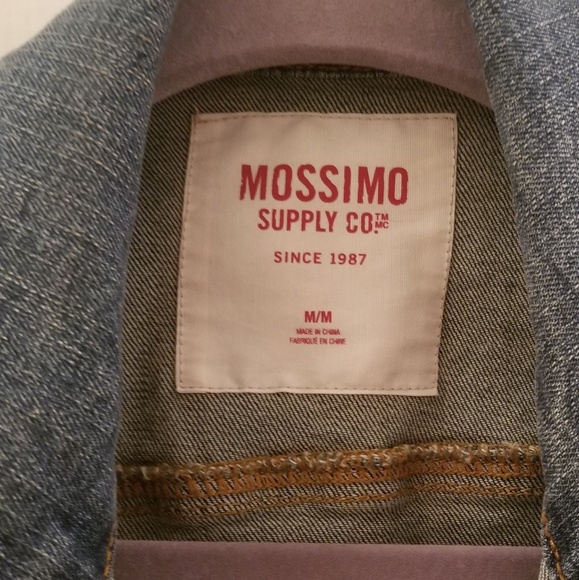 MOSSIMO
SUPPLY CO.™ MC
SINCE 1987
M/M
MADE IN CHINA
FABRIQUÉ EN CHINE